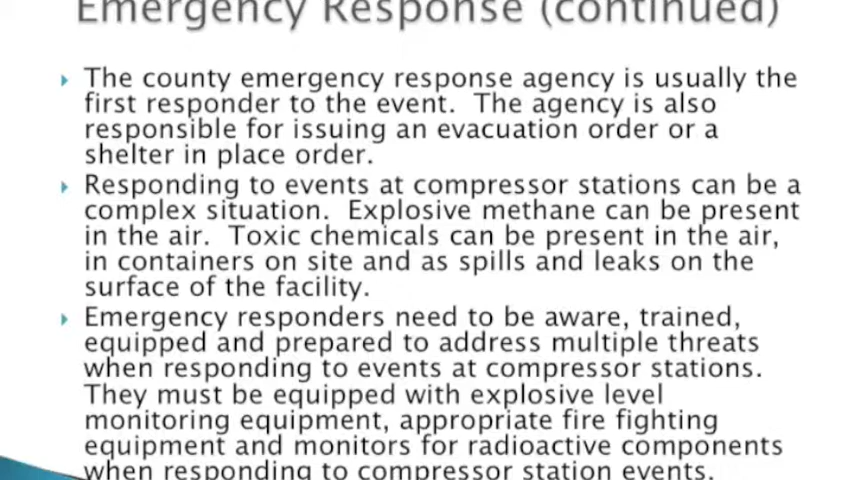 Emergency Response (continued)
The county emergency response agency is usually the
first responder to the event. The agency is also
responsible for issuing an evacuation order or a
shelter in place order.
Responding to events at compressor stations can be a
complex situation. Explosive methane can be present
in the air. Toxic chemicals can be present in the air,
in containers on site and as spills and leaks on the
surface of the facility.
Emergency responders need to be aware, trained,
equipped and prepared to address multiple threats
when responding to events at compressor stations.
They must be equipped with explosive level
monitoring equipment, appropriate fire fighting
equipment and monitors for radioactive components
when responding to compressor station events.